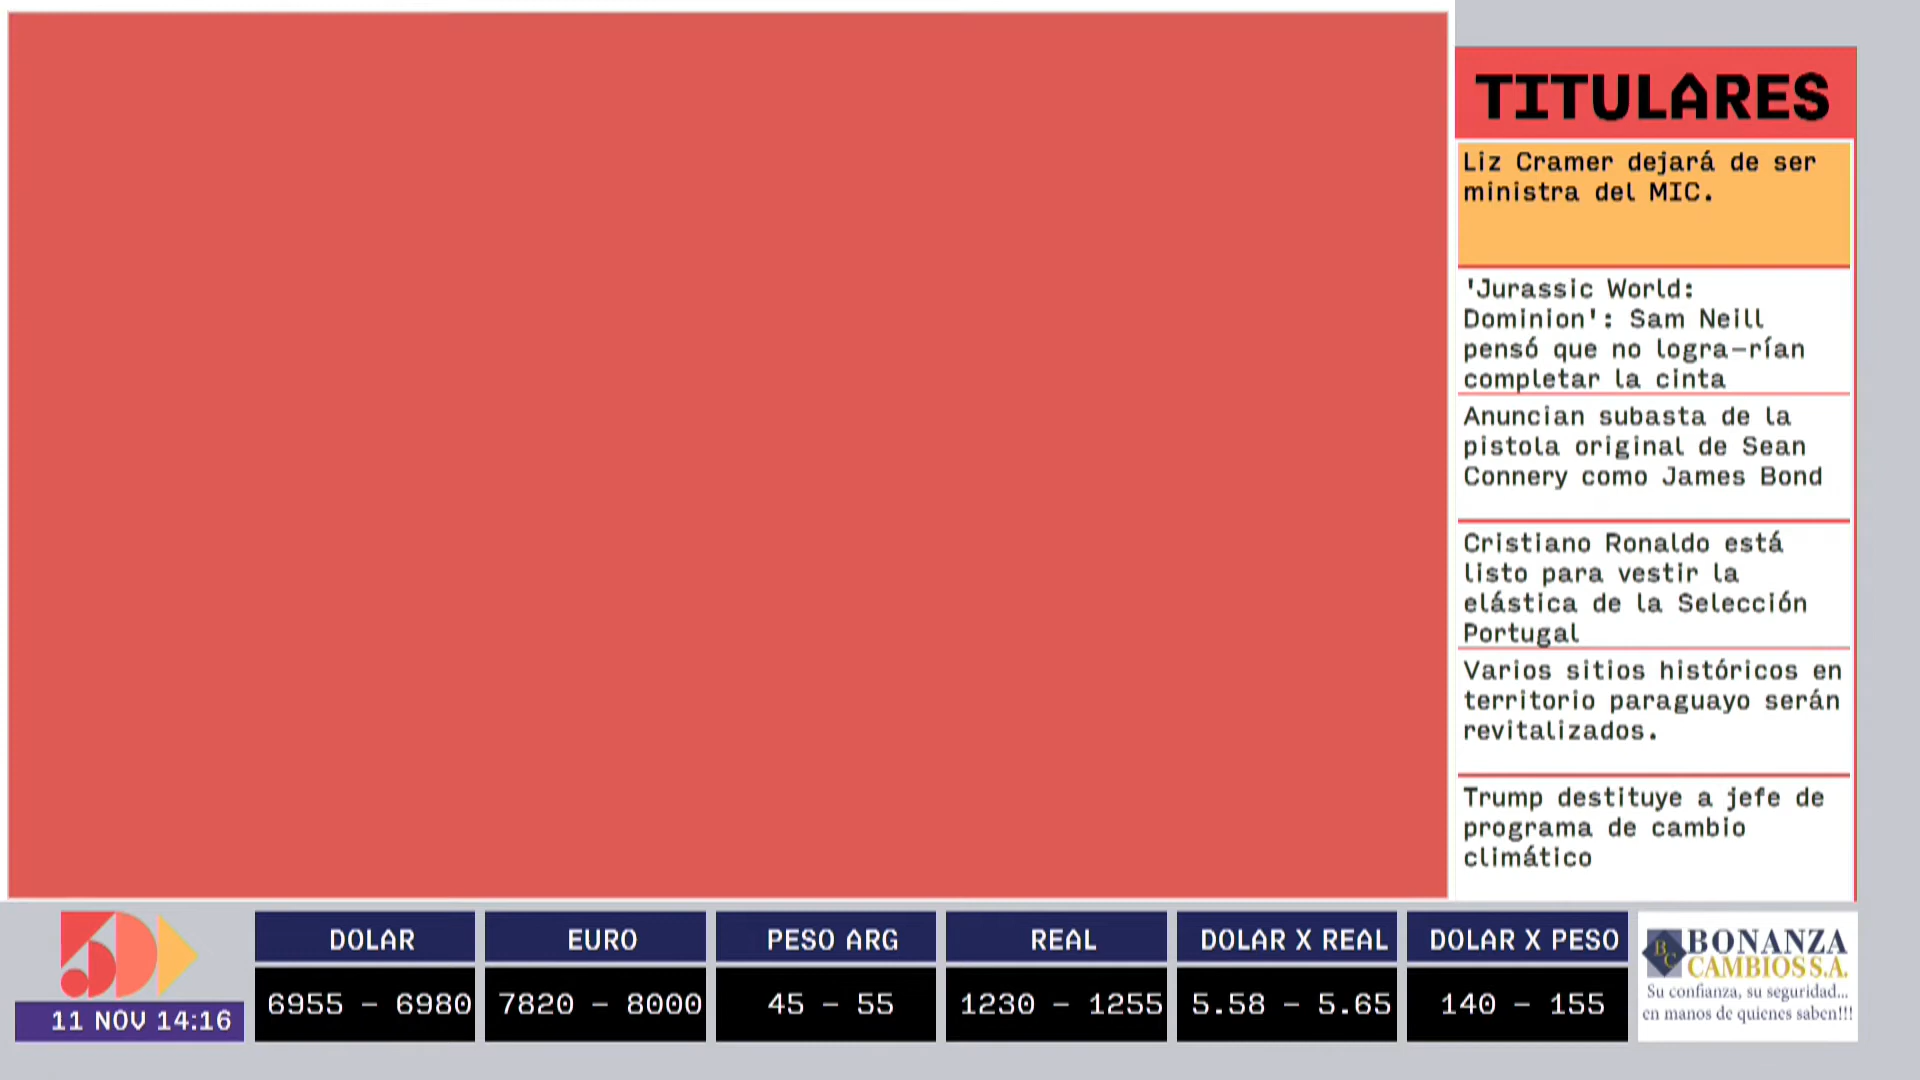 TITULARES
Liz Cramer dejará de ser
ministra del MIC.
'Jurassic World:
Dominion': Sam Neill
pensó que no logra-rían
completar la cinta
Anuncian subasta de la
pistola original de Sean
Connery como James Bond
Cristiano Ronaldo está
listo para vestir la
elástica de la Selección
Portugal
Varios sitios históricos en
territorio paraguayo serán
revitalizados.
Trump destituye a jefe de
programa de cambio
climático
5D
11 NOV 14:16
DOLAR
6955 - 6980
EURO
7820 - 8000
PESO ARG
45 - 55
REAL
1230 - 1255
DOLAR X REAL
5.58 - 5.65
DOLAR X PESO
140 - 155
BC
BONANZA
CAMBIOS S.A.
Su confianza, su seguridad...
en manos de quienes saben!!!